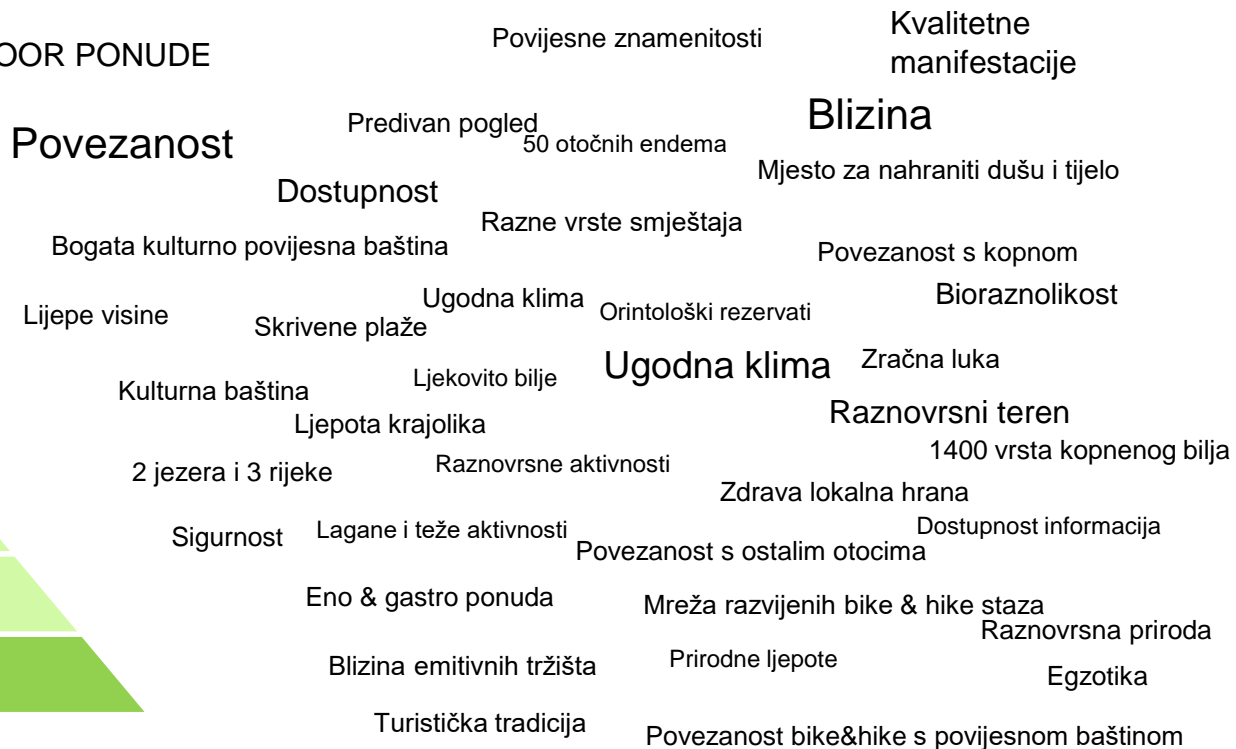 OOR PONUDE
Povijesne znamenitosti
Kvalitetne
manifestacije
Povezanost
Predivan pogled
50 otočnih endema
Blizina
Mjesto za nahraniti dušu i tijelo
Dostupnost
Razne vrste smještaja
Bogata kulturno povijesna baština
Povezanost s kopnom
Lijepe visine
Skrivene plaže
Ugodna klima
Orintološki rezervati
Bioraznolikost
Kulturna baština
Ljekovito bilje
Ugodna klima
Zračna luka
Ljepota krajolika
Raznovrsni teren
1400 vrsta kopnenog bilja
2 jezera i 3 rijeke
Raznovrsne aktivnosti
Zdrava lokalna hrana
Sigurnost
Lagane i teže aktivnosti
Povezanost s ostalim otocima
Dostupnost informacija
Eno & gastro ponuda
Mreža razvijenih bike & hike staza
Raznovrsna priroda
Blizina emitivnih tržišta
Prirodne ljepote
Egzotika
Turistička tradicija
Povezanost bike&hike s povijesnom baštinom